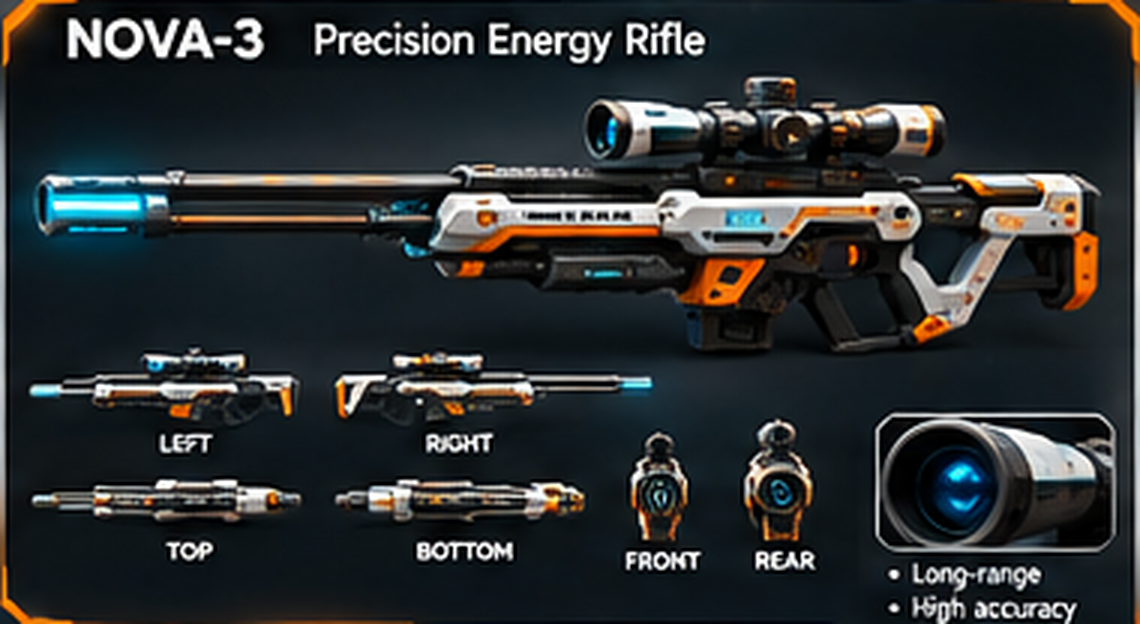 NOVA-3 Precision Energy Rifle
LEFT
RIGHT
TOP
BOTTOM
FRONT
REAR
• Long-range
• High accuracy